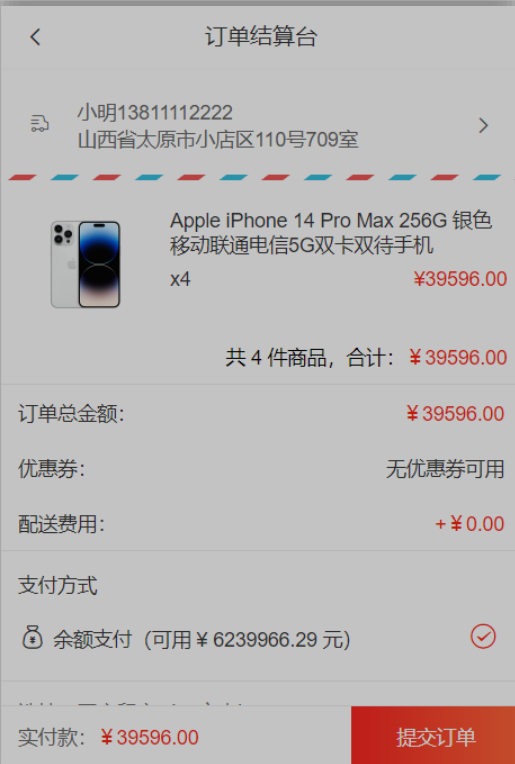 订单结算台
小明13811112222
山西省太原市小店区110号709室
Apple iPhone 14 Pro Max 256G 银色
移动联通电信5G双卡双待手机
x4
¥39596.00
共 4 件商品，合计：￥39596.00
订单总金额：
￥39596.00
优惠券：
无优惠券可用
配送费用：
+￥0.00
支付方式
余额支付（可用￥6239966.29 元）
实付款：￥39596.00
提交订单